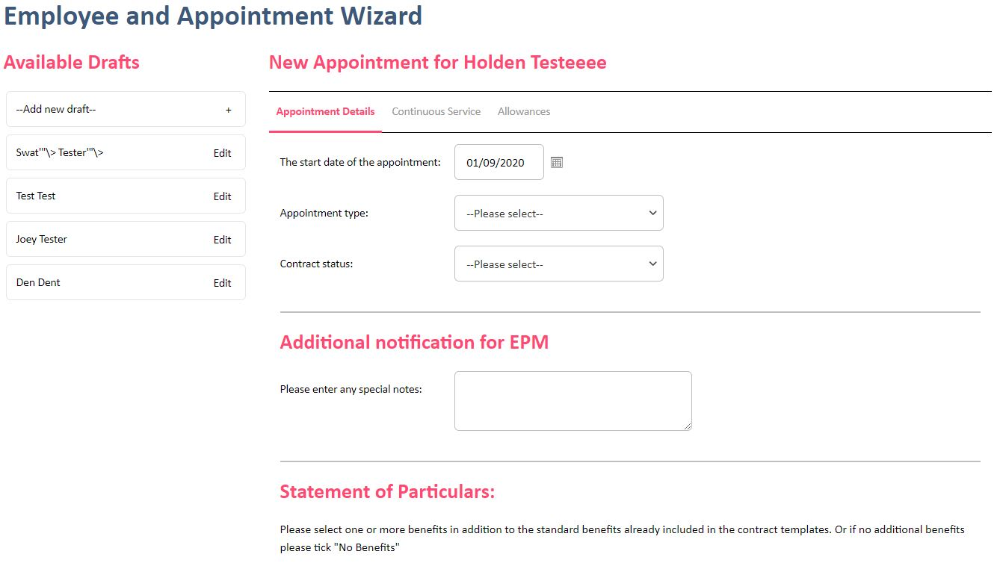 Employee and Appointment Wizard
Available Drafts
--Add new draft--
+
Swat'"\> Tester'"\>
Edit
Test Test
Edit
Joey Tester
Edit
Den Dent
Edit
New Appointment for Holden Testeeee
Appointment Details Continuous Service Allowances
The start date of the appointment: 01/09/2020
Appointment type: --Please select--
Contract status: --Please select--
Additional notification for EPM
Please enter any special notes:
Statement of Particulars:
Please select one or more benefits in addition to the standard benefits already included in the contract templates. Or if no additional benefits
please tick "No Benefits"